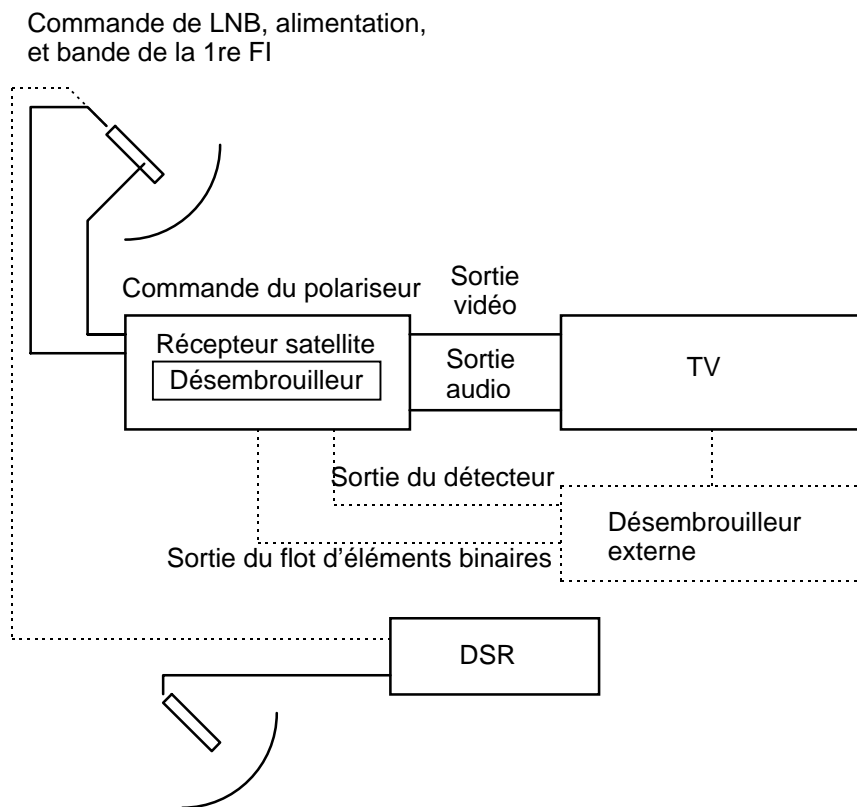 Commande de LNB, alimentation,
et bande de la 1re FI
Commande du polariseur
Sortie
vidéo
Récepteur satellite
Désembrouilleur
Sortie
audio
TV
Sortie du détecteur
Désembrouilleur
externe
Sortie du flot d’éléments binaires
DSR